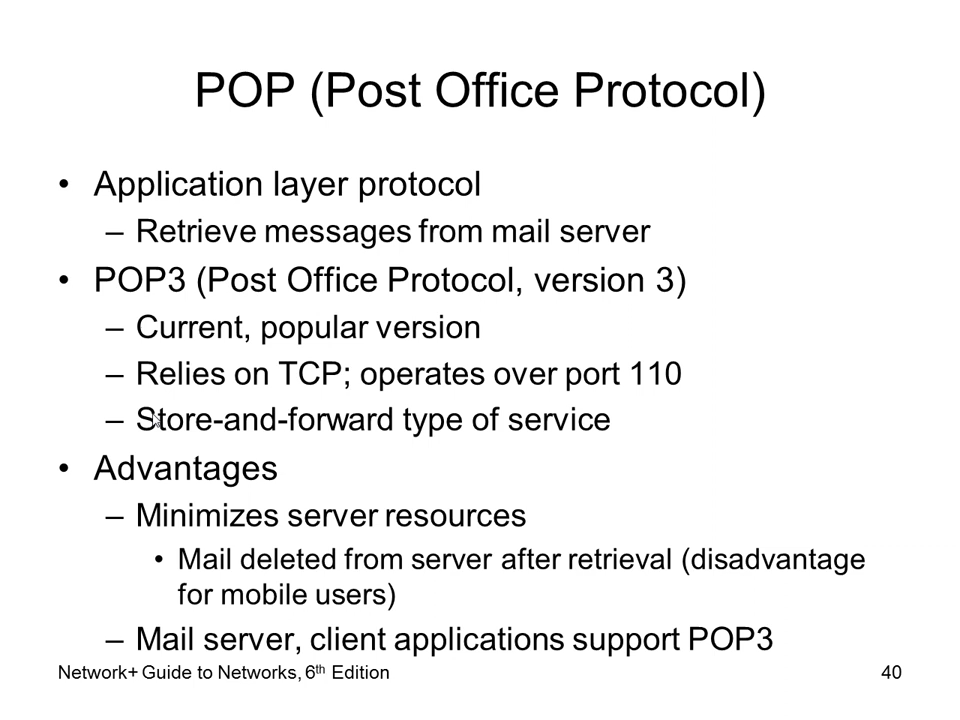 POP (Post Office Protocol)
• Application layer protocol
– Retrieve messages from mail server
• POP3 (Post Office Protocol, version 3)
– Current, popular version
– Relies on TCP; operates over port 110
– Store-and-forward type of service
• Advantages
– Minimizes server resources
• Mail deleted from server after retrieval (disadvantage
for mobile users)
– Mail server, client applications support POP3
Network+ Guide to Networks, 6th Edition 40